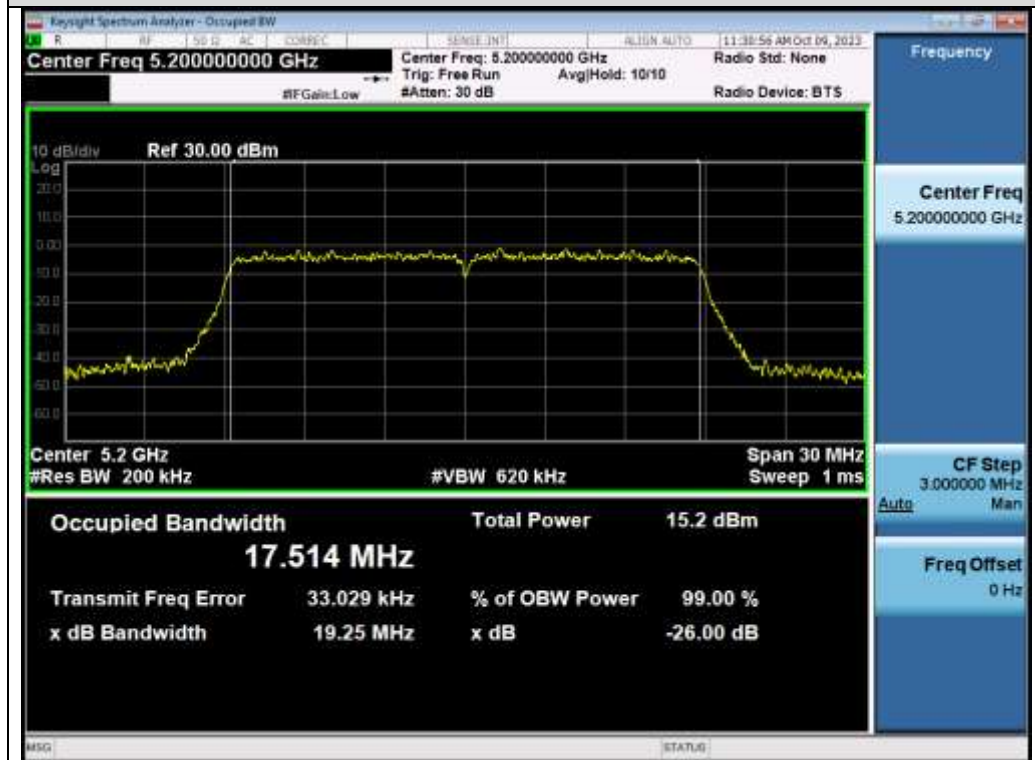 Keysight Spectrum Analyzer - Occupied BW
R RF 50 Ω AC CORREC SENSE:INT ALIGN AUTO 11:30:56 AM Oct 09, 2023
Center Freq 5.200000000 GHz
Center Freq: 5.200000000 GHz
Radio Std: None
Trig: Free Run Avg|Hold: 10/10
#IFGain:Low
#Atten: 30 dB
Radio Device: BTS
10 dB/div Ref 30.00 dBm
Log
20.0
10.0
0.00
-10.0
-20.0
-30.0
-40.0
-50.0
-60.0
Center 5.2 GHz
Span 30 MHz
#Res BW 200 kHz
#VBW 620 kHz
Sweep 1 ms
Occupied Bandwidth
Total Power 15.2 dBm
17.514 MHz
Transmit Freq Error 33.029 kHz
% of OBW Power 99.00 %
x dB Bandwidth 19.25 MHz
x dB -26.00 dB
Frequency
Center Freq
5.200000000 GHz
CF Step
3.000000 MHz
Auto Man
Freq Offset
0 Hz
MSG
STATUS